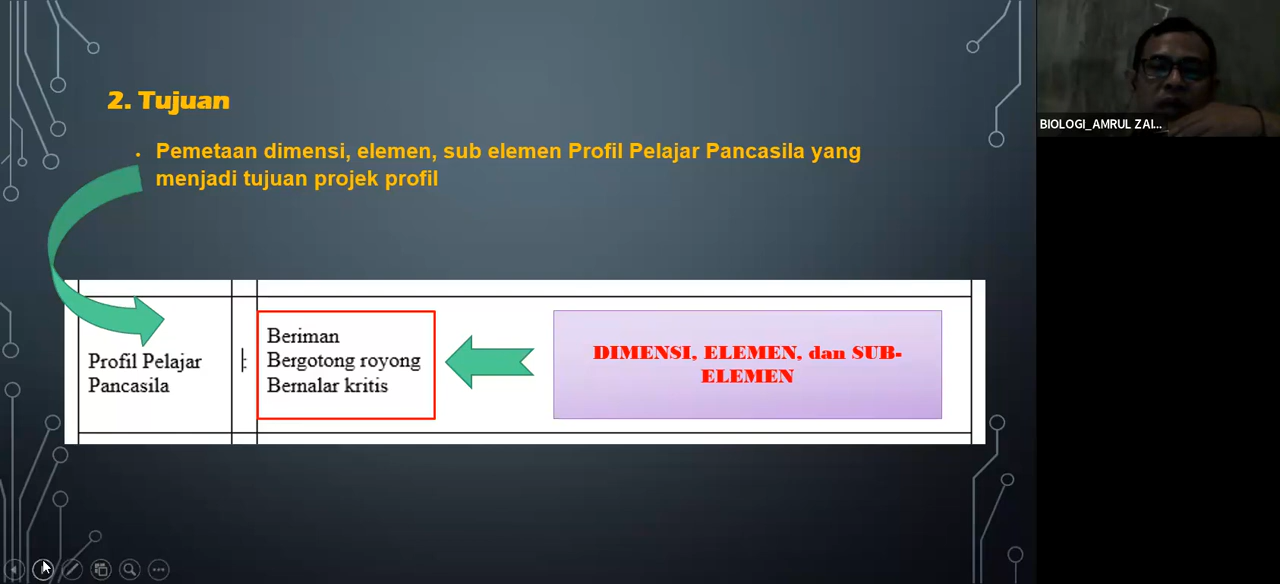 2. Tujuan
• Pemetaan dimensi, elemen, sub elemen Profil Pelajar Pancasila yang
menjadi tujuan projek profil
Profil Pelajar
Pancasila
:
Beriman
Bergotong royong
Bernalar kritis
DIMENSI, ELEMEN, dan SUB-
ELEMEN
BIOLOGI_AMRUL ZAI...